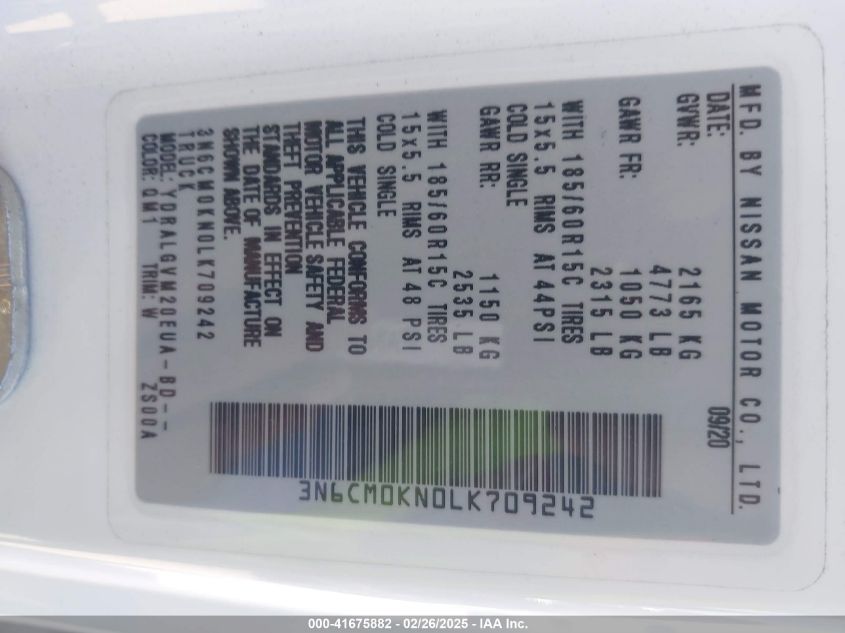 MFD. BY NISSAN MOTOR CO., LTD.
DATE: 09/20
GVWR: 2165 KG
4773 LB
GAWR FR: 1050 KG
2315 LB
WITH 185/60R15C TIRES
15x5.5 RIMS AT 44PSI
COLD SINGLE
GAWR RR: 1150 KG
2535 LB
WITH 185/60R15C TIRES
15x5.5 RIMS AT 48 PSI
COLD SINGLE
THIS VEHICLE CONFORMS TO
ALL APPLICABLE FEDERAL
MOTOR VEHICLE SAFETY AND
THEFT PREVENTION
STANDARDS IN EFFECT ON
THE DATE OF MANUFACTURE
SHOWN ABOVE.
3N6CM0KN0LK709242
TRUCK
MODEL: YDRALGVM20EUA-BD--
COLOR: QM1 TRIM: W ZS00A
3N6CM0KN0LK709242
000-41675882 - 02/26/2025 - IAA Inc.